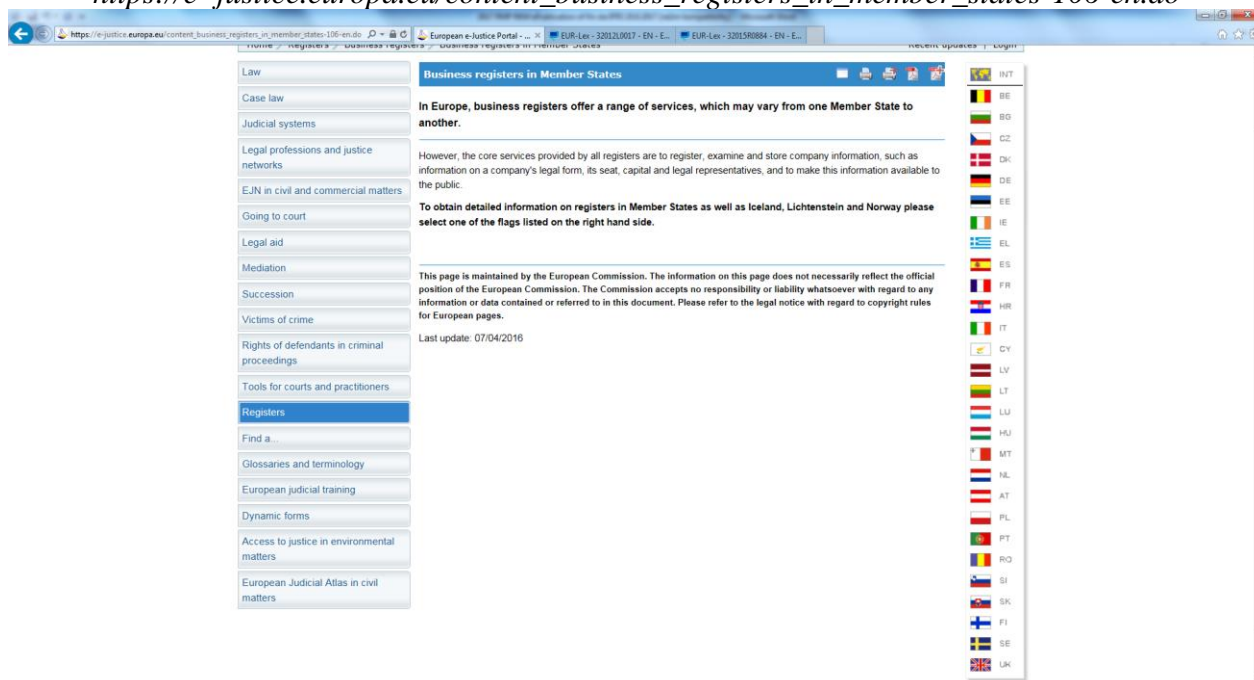 https://e-justice.europa.eu/content_business_registers_in_member_states-106-en.do
https://e-justice.europa.eu/content_business_registers_in_member_states-106-en.do
European e-Justice Portal - ...
EUR-Lex - 32012L0017 - EN - E...
EUR-Lex - 32015R0884 - EN - E...
Home / Registers / Business registers / Business registers in Member States
Recent updates | Login
Law
Case law
Judicial systems
Legal professions and justice
networks
EJN in civil and commercial matters
Going to court
Legal aid
Mediation
Succession
Victims of crime
Rights of defendants in criminal
proceedings
Tools for courts and practitioners
Registers
Find a...
Glossaries and terminology
European judicial training
Dynamic forms
Access to justice in environmental
matters
European Judicial Atlas in civil
matters
Business registers in Member States
In Europe, business registers offer a range of services, which may vary from one Member State to
another.
However, the core services provided by all registers are to register, examine and store company information, such as
information on a company's legal form, its seat, capital and legal representatives, and to make this information available to
the public.
To obtain detailed information on registers in Member States as well as Iceland, Lichtenstein and Norway please
select one of the flags listed on the right hand side.
This page is maintained by the European Commission. The information on this page does not necessarily reflect the official
position of the European Commission. The Commission accepts no responsibility or liability whatsoever with regard to any
information or data contained or referred to in this document. Please refer to the legal notice with regard to copyright rules
for European pages.
Last update: 07/04/2016
INT
BE
BG
CZ
DK
DE
EE
IE
EL
ES
FR
HR
IT
CY
LV
LT
LU
HU
MT
NL
AT
PL
PT
RO
SI
SK
FI
SE
UK